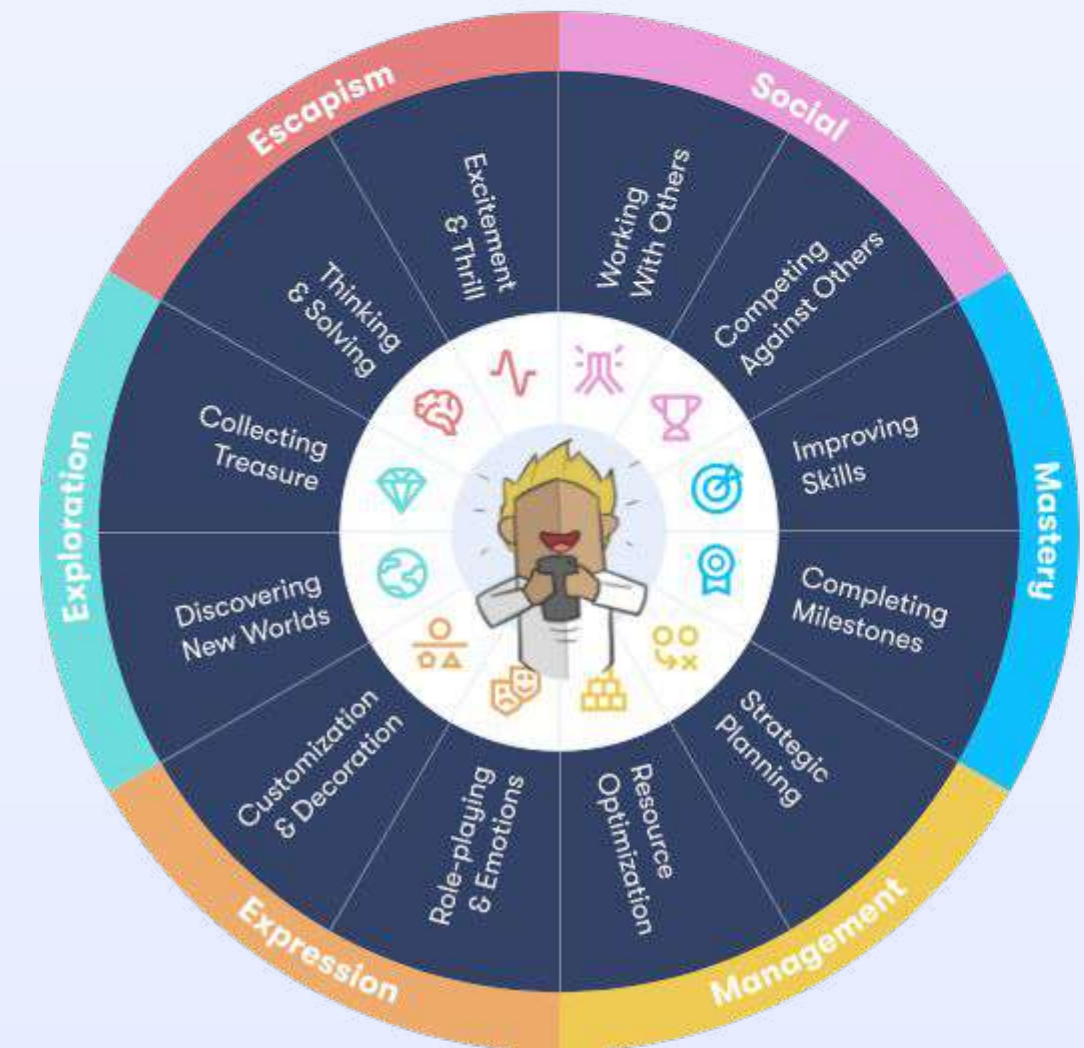 Escapism
Social
Mastery
Management
Expression
Exploration
Excitement
& Thrill
Working
With Others
Competing
Against Others
Improving
Skills
Completing
Milestones
Strategic
Planning
Resource
Optimization
Role-playing
& Emotions
Customization
& Decoration
Discovering
New Worlds
Collecting
Treasure
Thinking
& Solving